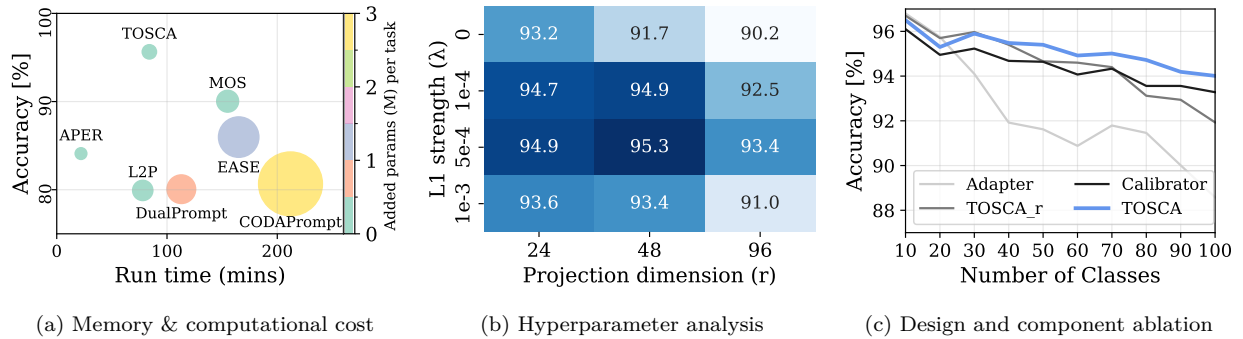 Accuracy [%]
100
90
80
TOSCA
MOS
APER
EASE
L2P
DualPrompt
CODAPrompt
0 100 200
Run time (mins)
3
2
1
0
Added params (M) per task
(a) Memory & computational cost
L1 strength (λ)
0 93.2 91.7 90.2
1e-4 94.7 94.9 92.5
5e-4 94.9 95.3 93.4
1e-3 93.6 93.4 91.0
24 48 96
Projection dimension (r)
(b) Hyperparameter analysis
Accuracy [%]
96
94
92
90
88
Adapter Calibrator
TOSCA_r TOSCA
10 20 30 40 50 60 70 80 90 100
Number of Classes
(c) Design and component ablation